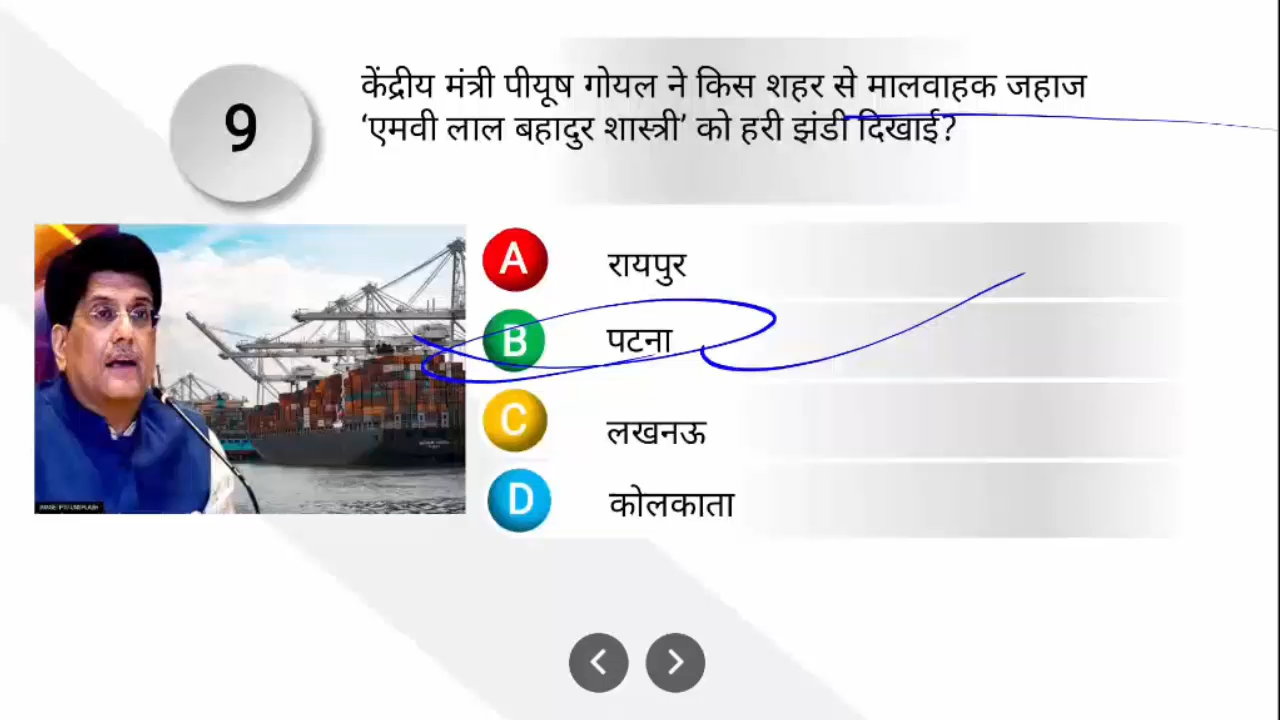 9
केंद्रीय मंत्री पीयूष गोयल ने किस शहर से मालवाहक जहाज
‘एमवी लाल बहादुर शास्त्री’ को हरी झंडी दिखाई?
A रायपुर
B पटना
C लखनऊ
D कोलकाता